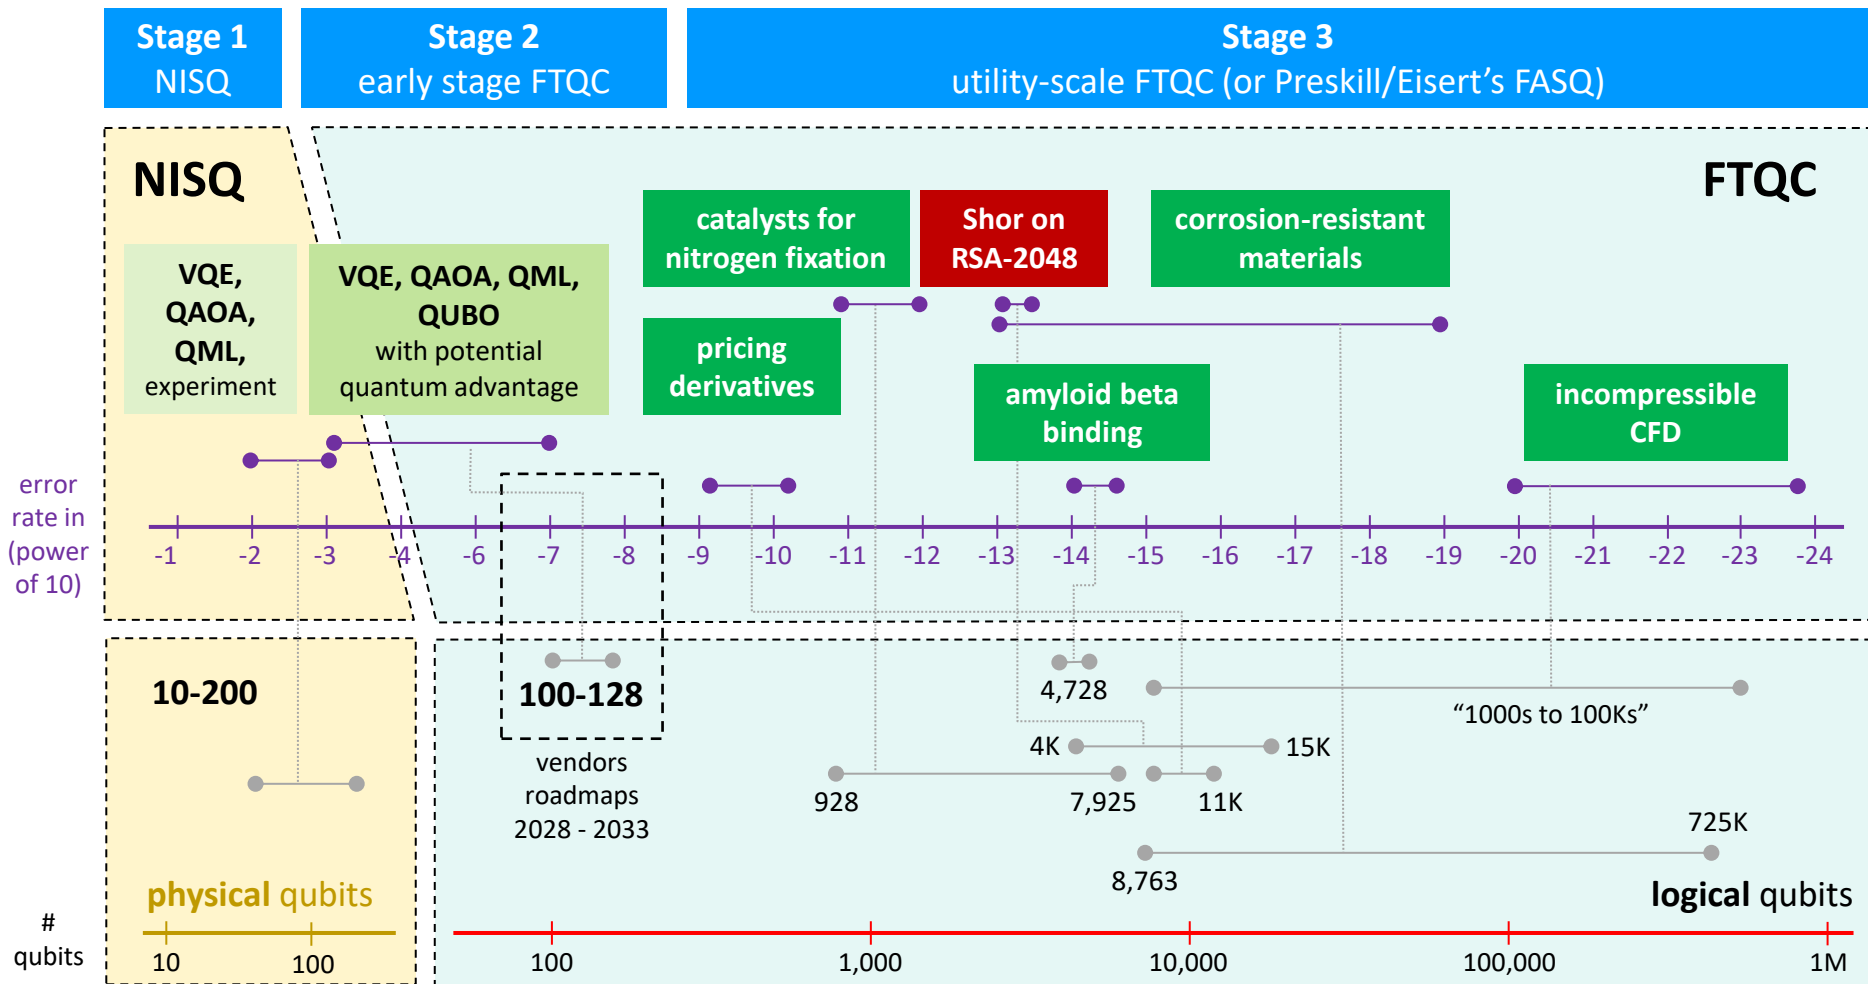 Stage 1
NISQ
Stage 2
early stage FTQC
Stage 3
utility-scale FTQC (or Preskill/Eisert's FASQ)
NISQ
FTQC
VQE,
QAOA,
QML,
experiment
VQE, QAOA, QML,
QUBO
with potential
quantum advantage
catalysts for
nitrogen fixation
Shor on
RSA-2048
corrosion-resistant
materials
pricing
derivatives
amyloid beta
binding
incompressible
CFD
error
rate in
(power
of 10)
-1 -2 -3 -4 -6 -7 -8 -9 -10 -11 -12 -13 -14 -15 -16 -17 -18 -19 -20 -21 -22 -23 -24
10-200
100-128
vendors
roadmaps
2028 - 2033
4,728
"1000s to 100Ks"
4K
15K
928
7,925
11K
725K
8,763
physical qubits
logical qubits
#
qubits
10 100
100 1,000 10,000 100,000 1M